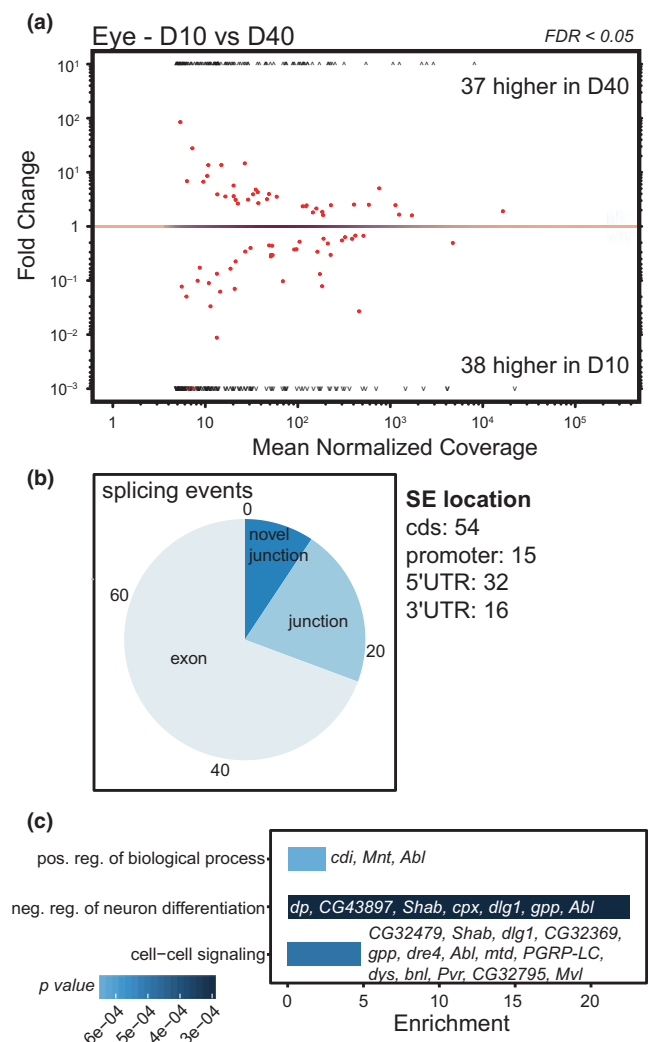 (a)
Eye - D10 vs D40
FDR < 0.05
10¹
10²
10¹
1
10⁻¹
10⁻²
10⁻³
Fold Change
37 higher in D40
38 higher in D10
1
10
10²
10³
10⁴
10⁵
Mean Normalized Coverage
(b)
splicing events
0
novel
junction
junction
20
exon
60
40
SE location
cds: 54
promoter: 15
5'UTR: 32
3'UTR: 16
(c)
pos. reg. of biological process
cdi, Mnt, Abl
neg. reg. of neuron differentiation
dp, CG43897, Shab, cpx, dlg1, gpp, Abl
cell−cell signaling
CG32479, Shab, dlg1, CG32369,
gpp, dre4, Abl, mtd, PGRP-LC,
dys, bnl, Pvr, CG32795, Mvl
p value
6e−04
5e−04
4e−04
3e−04
0
5
10
15
20
Enrichment